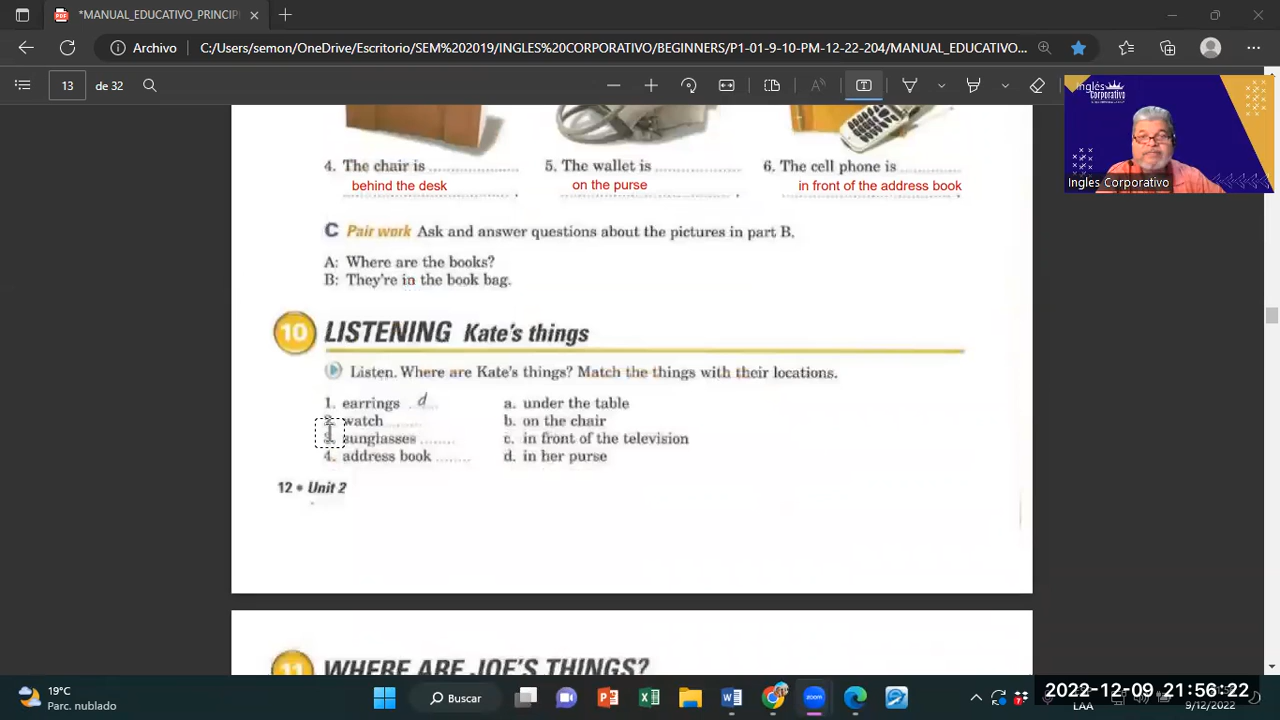 *MANUAL_EDUCATIVO_PRINCIP
Archivo
C:/Users/semon/OneDrive/Escritorio/SEM%202019/INGLES%20CORPORATIVO/BEGINNERS/P1-01-9-10-PM-12-22-204/MANUAL_EDUCATIVO...
13 de 32
Inglés
Corporativo
Ingles Corporativo
4. The chair is
behind the desk
5. The wallet is
on the purse
6. The cell phone is
in front of the address book
C Pair work Ask and answer questions about the pictures in part B.
A: Where are the books?
B: They're in the book bag.
10 LISTENING Kate's things
Listen. Where are Kate's things? Match the things with their locations.
1. earrings d
watch
sunglasses
4. address book
a. under the table
b. on the chair
c. in front of the television
d. in her purse
12 • Unit 2
11 WHERE ARE JOE'S THINGS?
19°C
Parc. nublado
Buscar
LAA
2022-12-09 21:56:22
9/12/2022